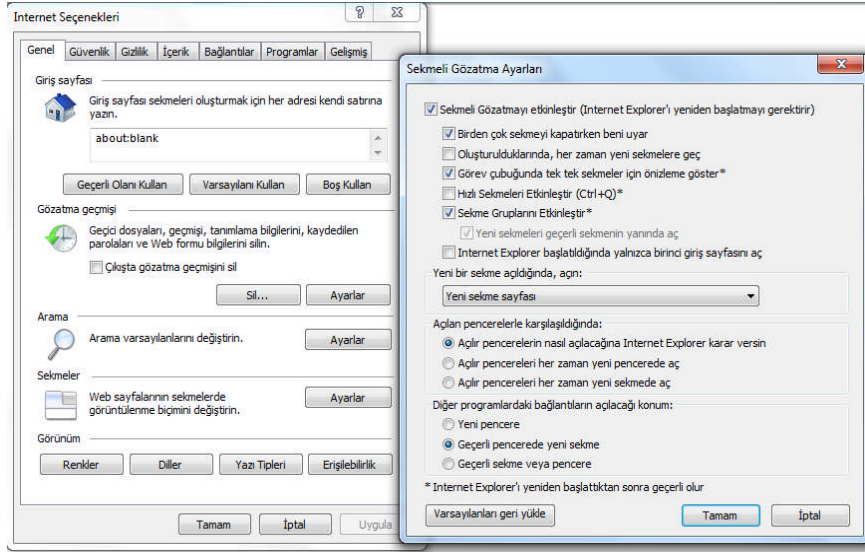 Internet Seçenekleri
Genel Güvenlik Gizlilik İçerik Bağlantılar Programlar Gelişmiş
Giriş sayfası
Giriş sayfası sekmeleri oluşturmak için her adresi kendi satırına
yazın.
about:blank
Geçerli Olanı Kullan Varsayılanı Kullan Boş Kullan
Gözatma geçmişi
Geçici dosyaları, geçmişi, tanımlama bilgilerini, kaydedilen
parolaları ve Web formu bilgilerini silin.
Çıkışta gözatma geçmişini sil
Sil... Ayarlar
Arama
Arama varsayılanlarını değiştirin. Ayarlar
Sekmeler
Web sayfalarının sekmelerde
görüntülenme biçimini değiştirin.
Ayarlar
Görünüm
Renkler Diller Yazı Tipleri Erişilebilirlik
Tamam İptal Uygula
Sekmeli Gözatma Ayarları
Sekmeli Gözatmayı etkinleştir (Internet Explorer'ı yeniden başlatmayı gerektirir)
Birden çok sekmeyi kapatırken beni uyar
Oluşturulduklarında, her zaman yeni sekmelere geç
Görev çubuğunda tek tek sekmeler için önizleme göster*
Hızlı Sekmeleri Etkinleştir (Ctrl+Q)*
Sekme Gruplarını Etkinleştir*
Yeni sekmeleri geçerli sekmenin yanında aç
Internet Explorer başlatıldığında yalnızca birinci giriş sayfasını aç
Yeni bir sekme açıldığında, açın:
Yeni sekme sayfası
Açılan pencerelerle karşılaşıldığında:
Açılır pencerelerin nasıl açılacağına Internet Explorer karar versin
Açılır pencereleri her zaman yeni pencerede aç
Açılır pencereleri her zaman yeni sekmede aç
Diğer programlardaki bağlantıların açılacağı konum:
Yeni pencere
Geçerli pencerede yeni sekme
Geçerli sekme veya pencere
* Internet Explorer'ı yeniden başlattıktan sonra geçerli olur
Varsayılanları geri yükle Tamam İptal